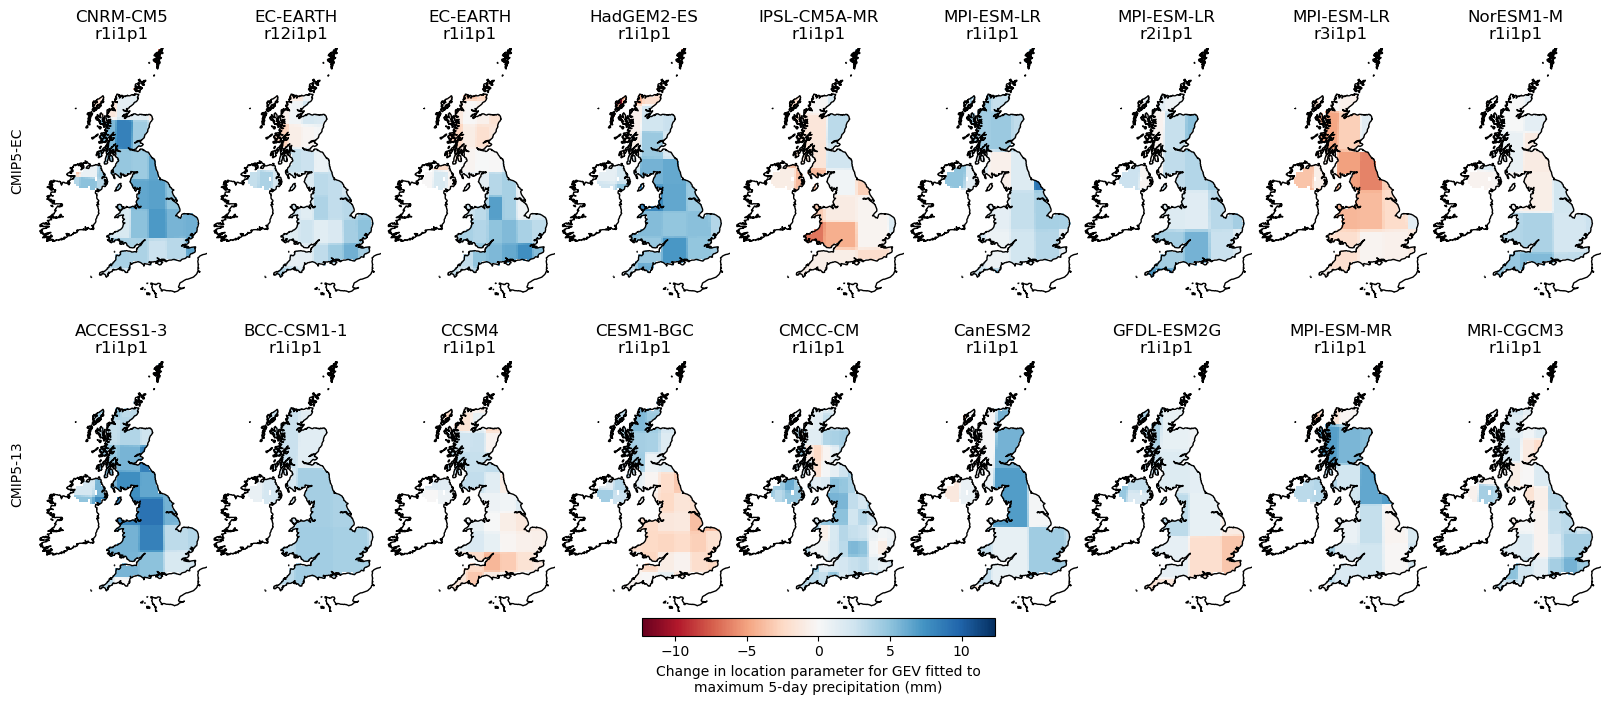 CNRM-CM5
r1i1p1
EC-EARTH
r12i1p1
EC-EARTH
r1i1p1
HadGEM2-ES
r1i1p1
IPSL-CM5A-MR
r1i1p1
MPI-ESM-LR
r1i1p1
MPI-ESM-LR
r2i1p1
MPI-ESM-LR
r3i1p1
NorESM1-M
r1i1p1
CMIP5-EC
ACCESS1-3
r1i1p1
BCC-CSM1-1
r1i1p1
CCSM4
r1i1p1
CESM1-BGC
r1i1p1
CMCC-CM
r1i1p1
CanESM2
r1i1p1
GFDL-ESM2G
r1i1p1
MPI-ESM-MR
r1i1p1
MRI-CGCM3
r1i1p1
CMIP5-13
−10 −5 0 5 10
Change in location parameter for GEV fitted to
maximum 5-day precipitation (mm)